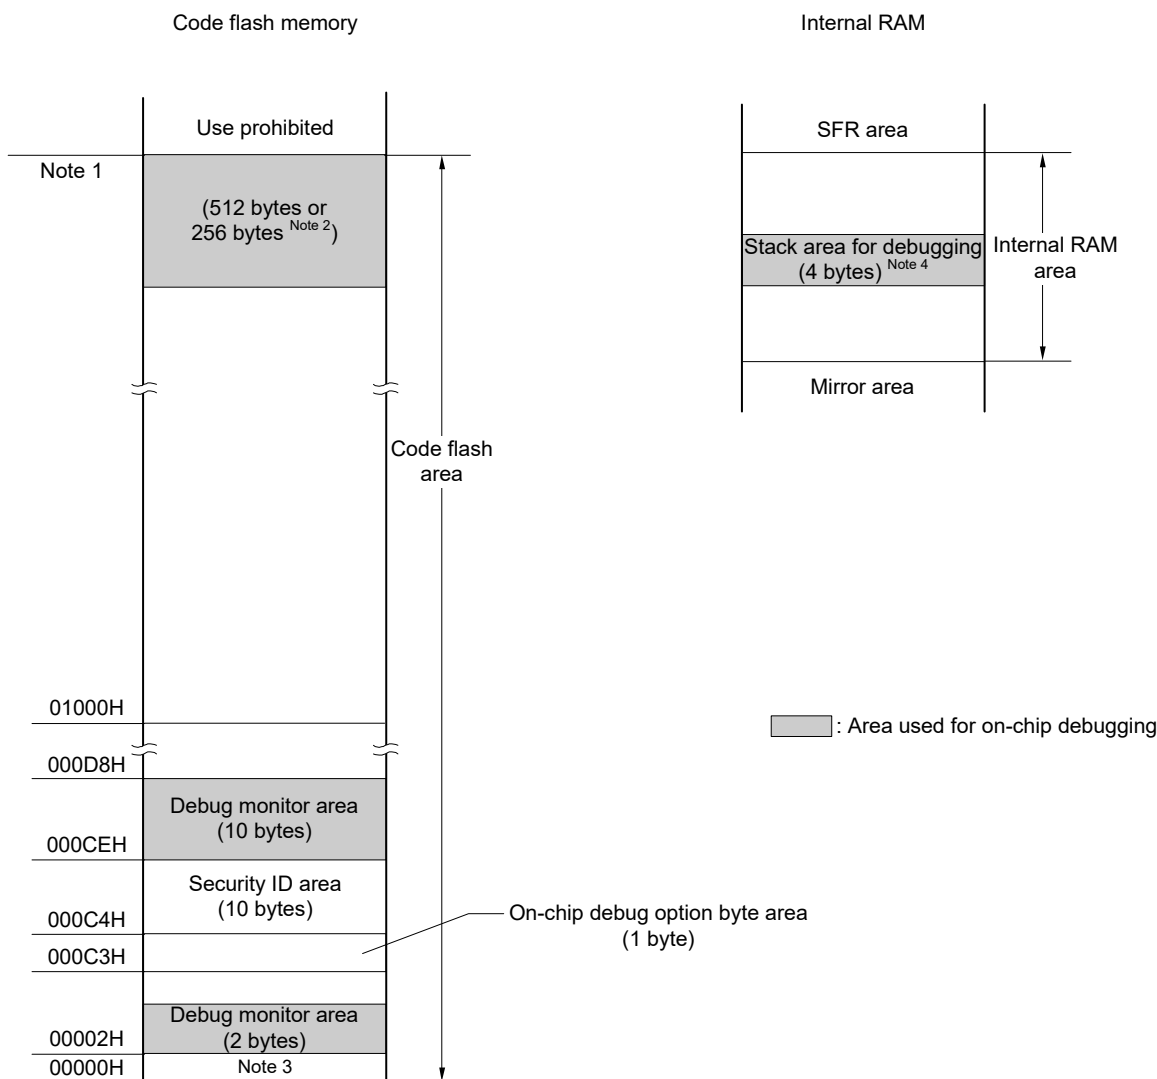 Code flash memory
Internal RAM
Use prohibited
Note 1
(512 bytes or
256 bytes Note 2)
SFR area
Stack area for debugging
(4 bytes) Note 4
Internal RAM
area
Mirror area
Code flash
area
01000H
: Area used for on-chip debugging
000D8H
Debug monitor area
(10 bytes)
000CEH
Security ID area
(10 bytes)
000C4H
On-chip debug option byte area
(1 byte)
000C3H
Debug monitor area
(2 bytes)
00002H
Note 3
00000H